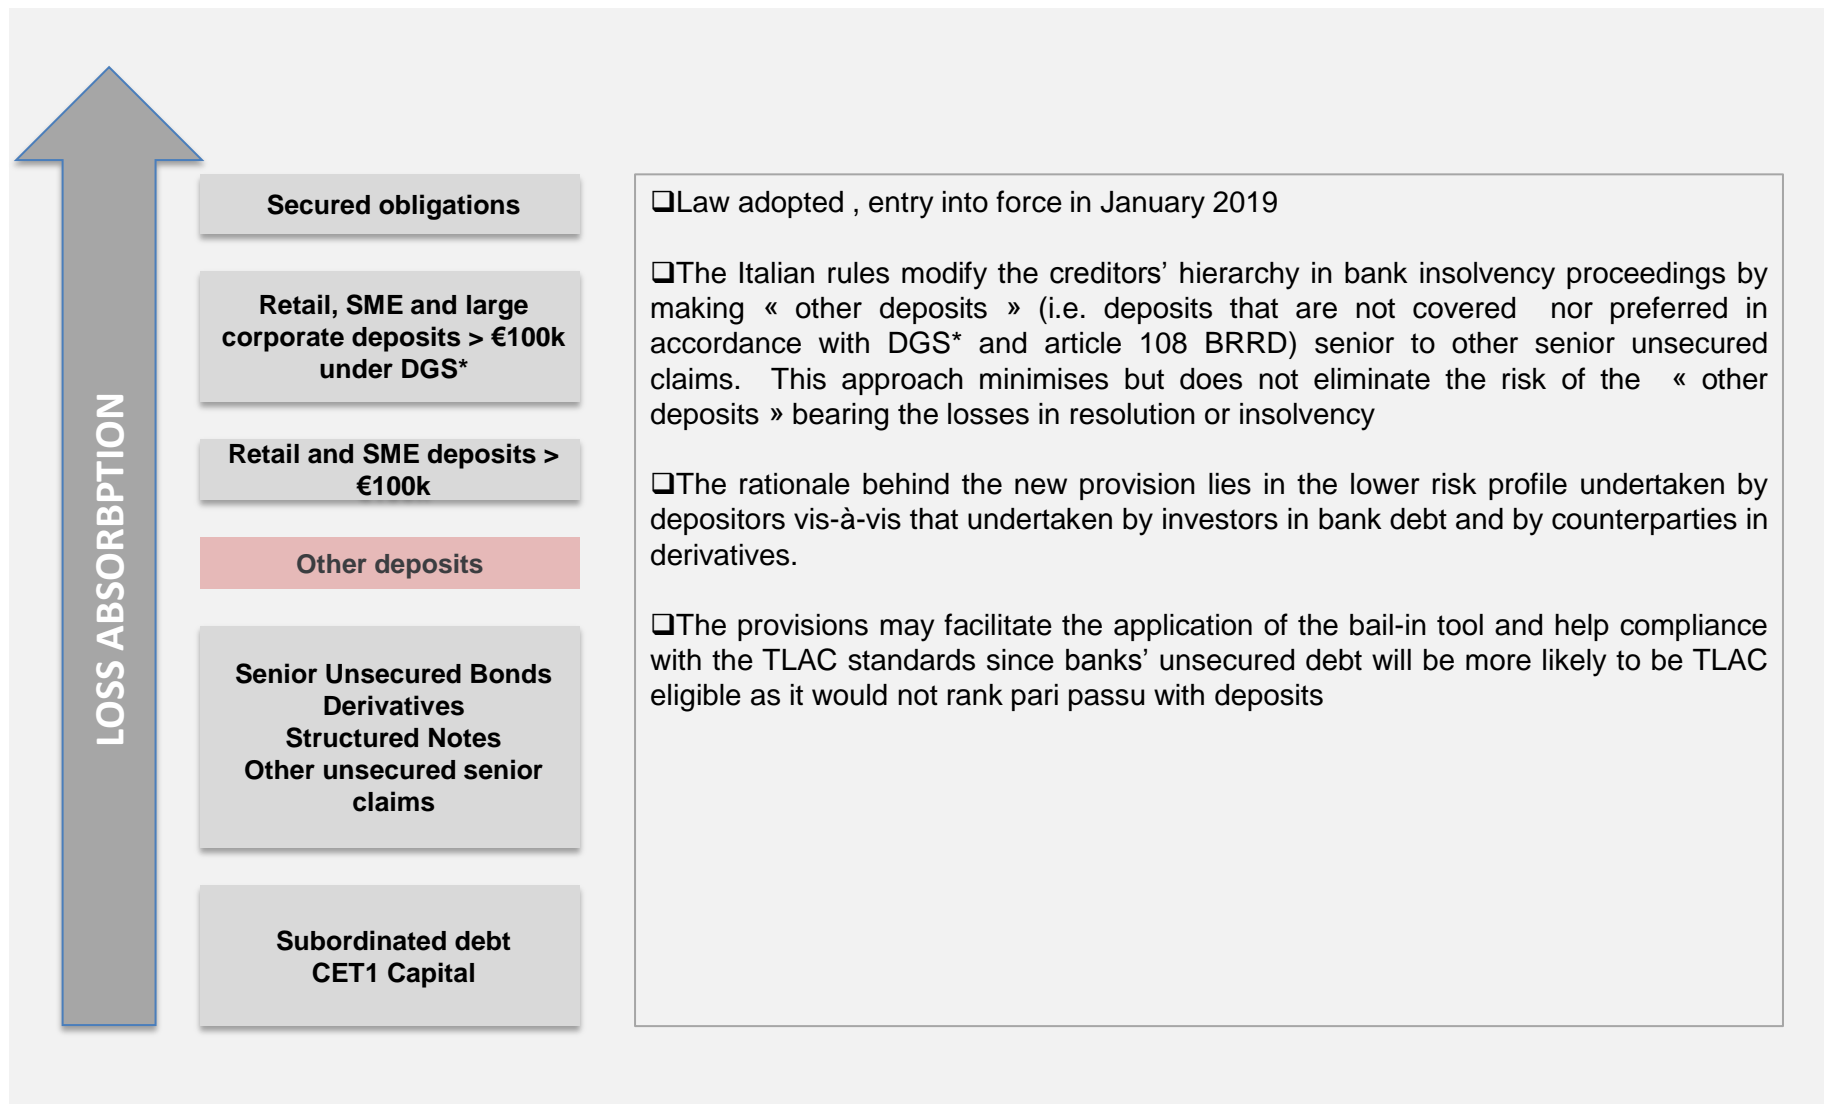 LOSS ABSORBPTION
Secured obligations
Retail, SME and large
corporate deposits > €100k
under DGS*
Retail and SME deposits >
€100k
Other deposits
Senior Unsecured Bonds
Derivatives
Structured Notes
Other unsecured senior
claims
Subordinated debt
CET1 Capital
❑Law adopted , entry into force in January 2019
❑The Italian rules modify the creditors’ hierarchy in bank insolvency proceedings by
making « other deposits » (i.e. deposits that are not covered nor preferred in
accordance with DGS* and article 108 BRRD) senior to other senior unsecured
claims. This approach minimises but does not eliminate the risk of the « other
deposits » bearing the losses in resolution or insolvency
❑The rationale behind the new provision lies in the lower risk profile undertaken by
depositors vis-à-vis that undertaken by investors in bank debt and by counterparties in
derivatives.
❑The provisions may facilitate the application of the bail-in tool and help compliance
with the TLAC standards since banks’ unsecured debt will be more likely to be TLAC
eligible as it would not rank pari passu with deposits